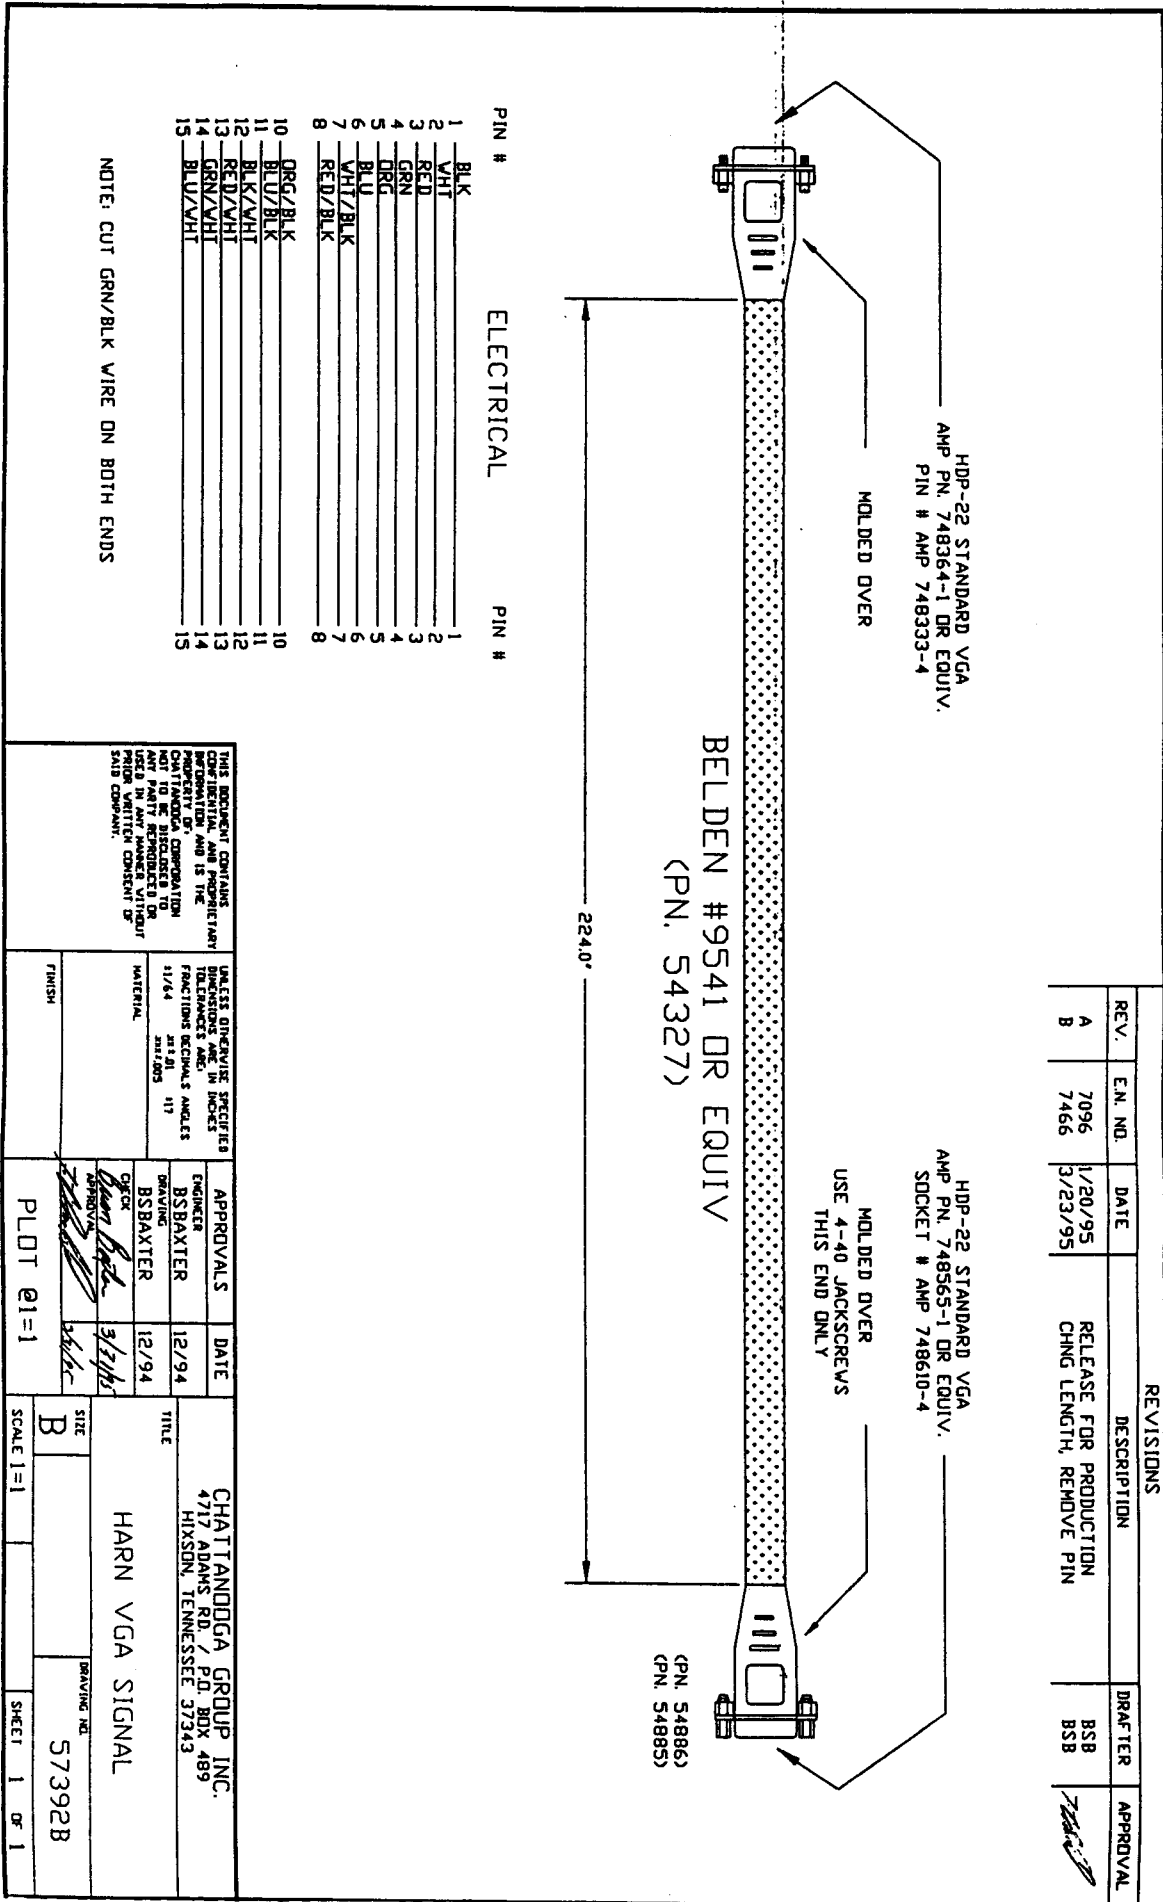 REVISIONS
REV. E.N. NO. DATE DESCRIPTION DRAFTER APPROVAL
A 7096 1/20/95 RELEASE FOR PRODUCTION BSB
B 7466 3/23/95 CHNG LENGTH, REMOVE PIN BSB
HDP-22 STANDARD VGA
AMP PN. 748364-1 OR EQUIV.
PIN # AMP 748333-4
MOLDED OVER
HDP-22 STANDARD VGA
AMP PN. 748565-1 OR EQUIV.
SOCKET # AMP 748610-4
MOLDED OVER
USE 4-40 JACKSCREWS
THIS END ONLY
BELDEN #9541 OR EQUIV
(PN. 54327)
(PN. 54886)
(PN. 54885)
224.0"
PIN # ELECTRICAL PIN #
1 BLK 1
2 WHT 2
3 RED 3
4 GRN 4
5 ORG 5
6 BLU 6
7 WHT/BLK 7
8 RED/BLK 8
10 ORG/BLK 10
11 BLU/BLK 11
12 BLK/WHT 12
13 RED/WHT 13
14 GRN/WHT 14
15 BLU/WHT 15
NOTE: CUT GRN/BLK WIRE ON BOTH ENDS
THIS DOCUMENT CONTAINS
CONFIDENTIAL AND PROPRIETARY
INFORMATION AND IS THE
PROPERTY OF:
CHATTANOOGA CORPORATION
NOT TO BE DISCLOSED TO
ANY PARTY REPRODUCED OR
USED IN ANY MANNER WITHOUT
PRIOR WRITTEN CONSENT OF
SAID COMPANY.
UNLESS OTHERWISE SPECIFIED
DIMENSIONS ARE IN INCHES
TOLERANCES ARE:
FRACTIONS DECIMALS ANGLES
±1/64 .XX±.01
.XXX±.005
MATERIAL
FINISH
APPROVALS DATE
ENGINEER
BSBAXTER 12/94
DRAWING
BSBAXTER 12/94
CHECK
APPROVAL
PLOT @1=1
CHATTANOOGA GROUP INC.
4717 ADAMS RD. / P.O. BOX 489
HIXSON, TENNESSEE 37343
TITLE
HARN VGA SIGNAL
SIZE
B
DRAWING NO.
57392B
SCALE 1=1 SHEET 1 OF 1